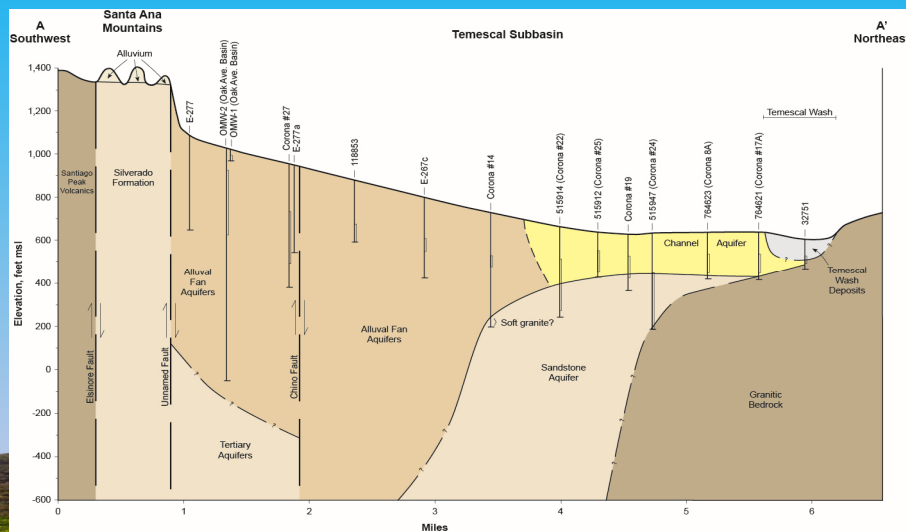 A
Southwest
Santa Ana
Mountains
Temescal Subbasin
A'
Northeast
Alluvium
1,400
1,200
1,000
800
600
400
200
0
-200
-400
-600
Elevation, feet msl
E-277
OMW-2 (Oak Ave. Basin)
OMW-1 (Oak Ave. Basin)
Corona #27
E-277a
118853
E-267c
Corona #14
515914 (Corona #22)
515912 (Corona #25)
Corona #19
515947 (Corona #24)
764623 (Corona 8A)
764621 (Corona #17A)
32751
Temescal Wash
Santiago
Peak
Volcanics
Silverado
Formation
Alluval
Fan
Aquifers
Alluval Fan
Aquifers
Channel Aquifer
Temescal
Wash
Deposits
Soft granite?
Sandstone
Aquifer
Granitic
Bedrock
Tertiary
Aquifers
Elsinore Fault
Unnamed Fault
Chino Fault
?
?
?
?
?
?
?
?
?
?
0 1 2 3 4 5 6
Miles